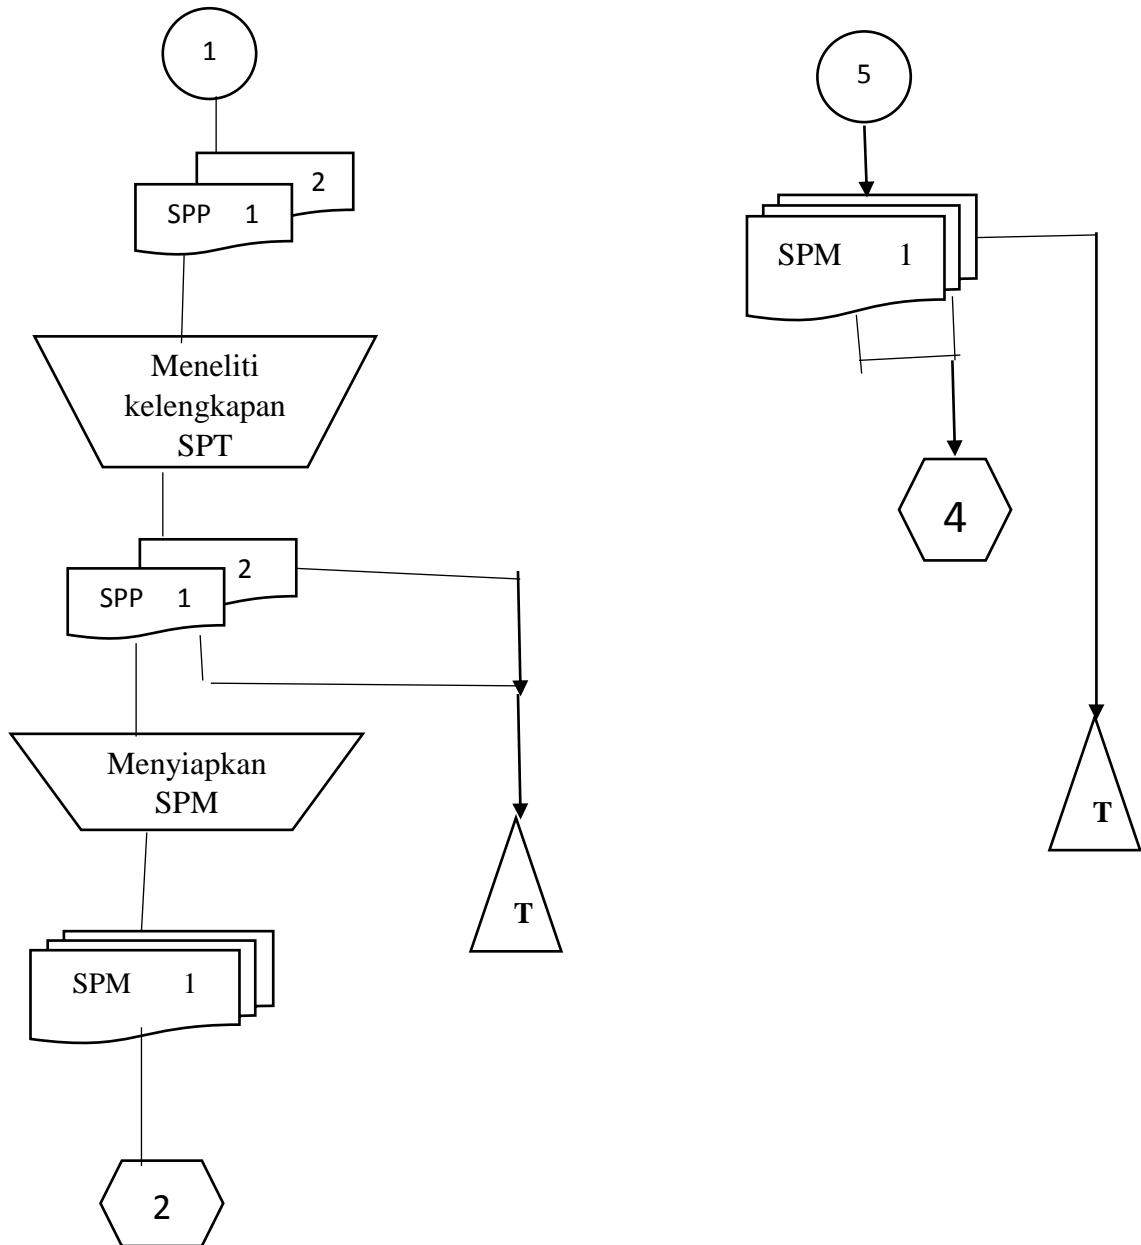 1
2
SPP 1
Meneliti
kelengkapan
SPT
2
SPP 1
Menyiapkan
SPM
T
SPM 1
2
5
SPM 1
4
T